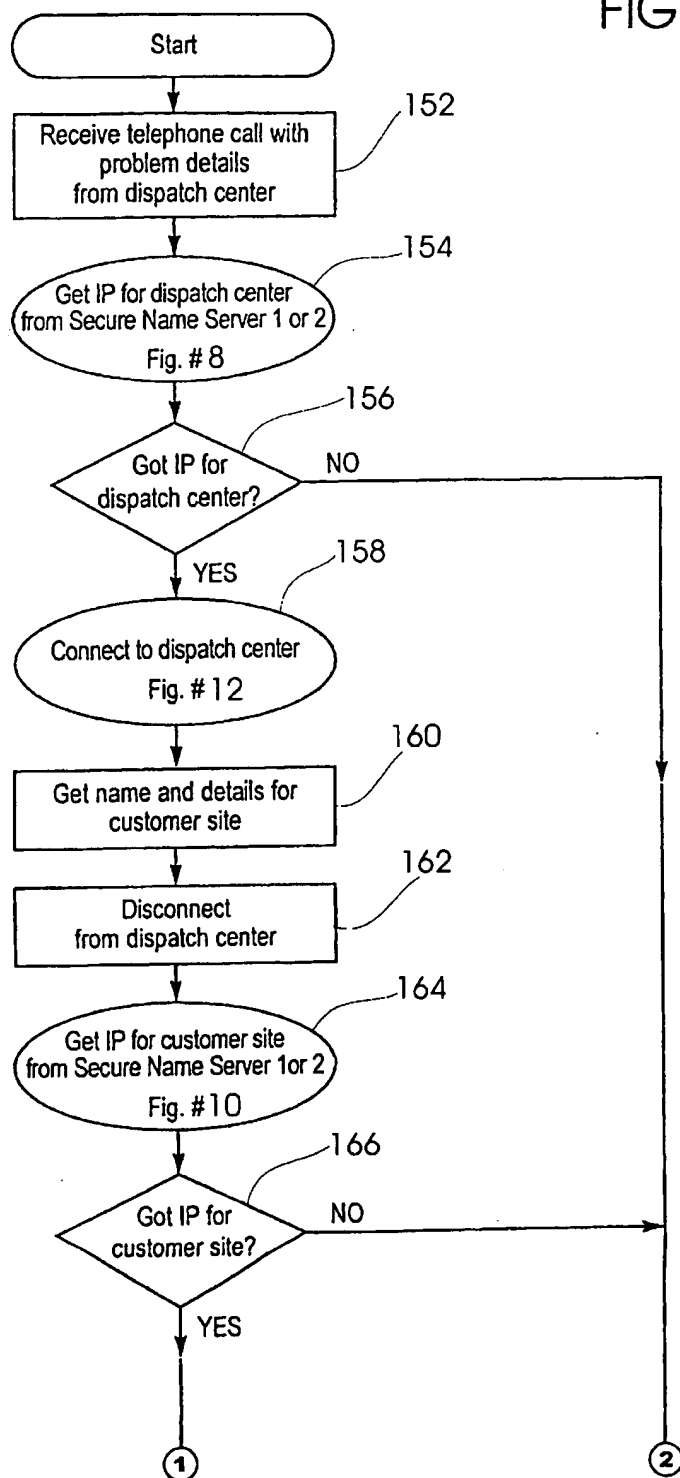 FIG
Start
152
Receive telephone call with
problem details
from dispatch center
154
Get IP for dispatch center
from Secure Name Server 1 or 2
Fig. # 8
156
Got IP for
dispatch center?
NO
YES
158
Connect to dispatch center
Fig. # 12
160
Get name and details for
customer site
162
Disconnect
from dispatch center
164
Get IP for customer site
from Secure Name Server 1or 2
Fig. # 10
166
Got IP for
customer site?
NO
YES
1
2